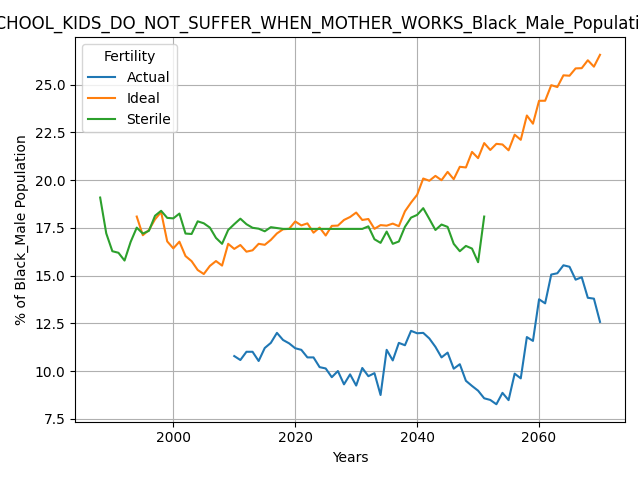 CHOOL_KIDS_DO_NOT_SUFFER_WHEN_MOTHER_WORKS_Black_Male_Populati
Fertility
Actual
Ideal
Sterile
% of Black_Male Population
25.0
22.5
20.0
17.5
15.0
12.5
10.0
7.5
2000 2020 2040 2060
Years